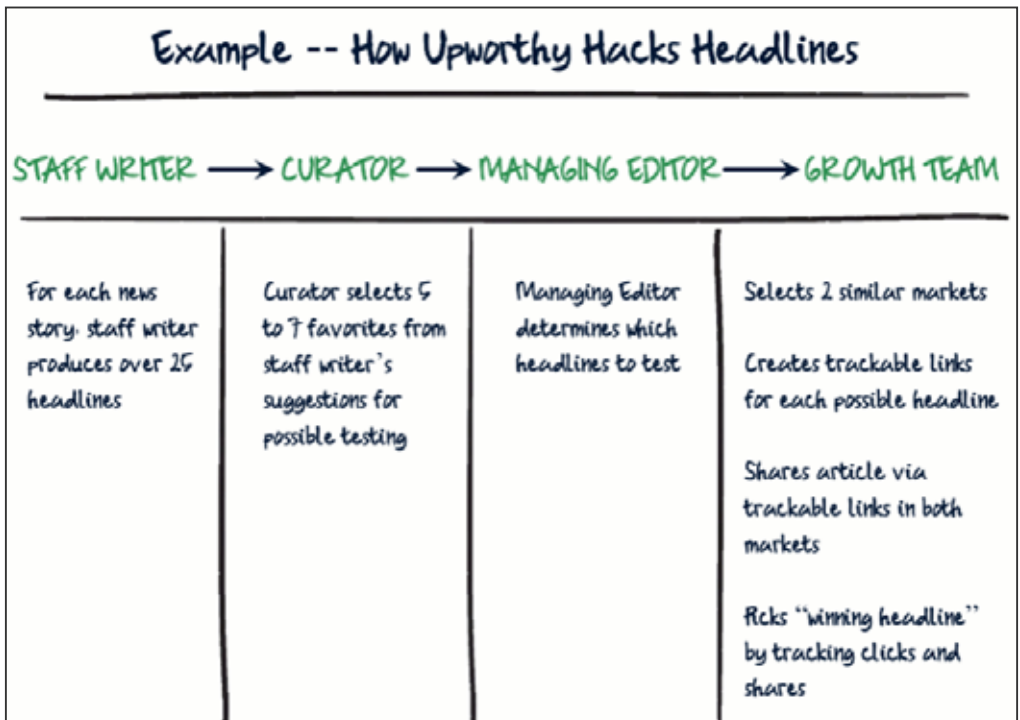 Example -- How Upworthy Hacks Headlines
STAFF WRITER → CURATOR → MANAGING EDITOR → GROWTH TEAM
For each news
story, staff writer
produces over 25
headlines
Curator selects 5
to 7 favorites from
staff writer's
suggestions for
possible testing
Managing Editor
determines which
headlines to test
Selects 2 similar markets
Creates trackable links
for each possible headline
Shares article via
trackable links in both
markets
Picks “winning headline”
by tracking clicks and
shares